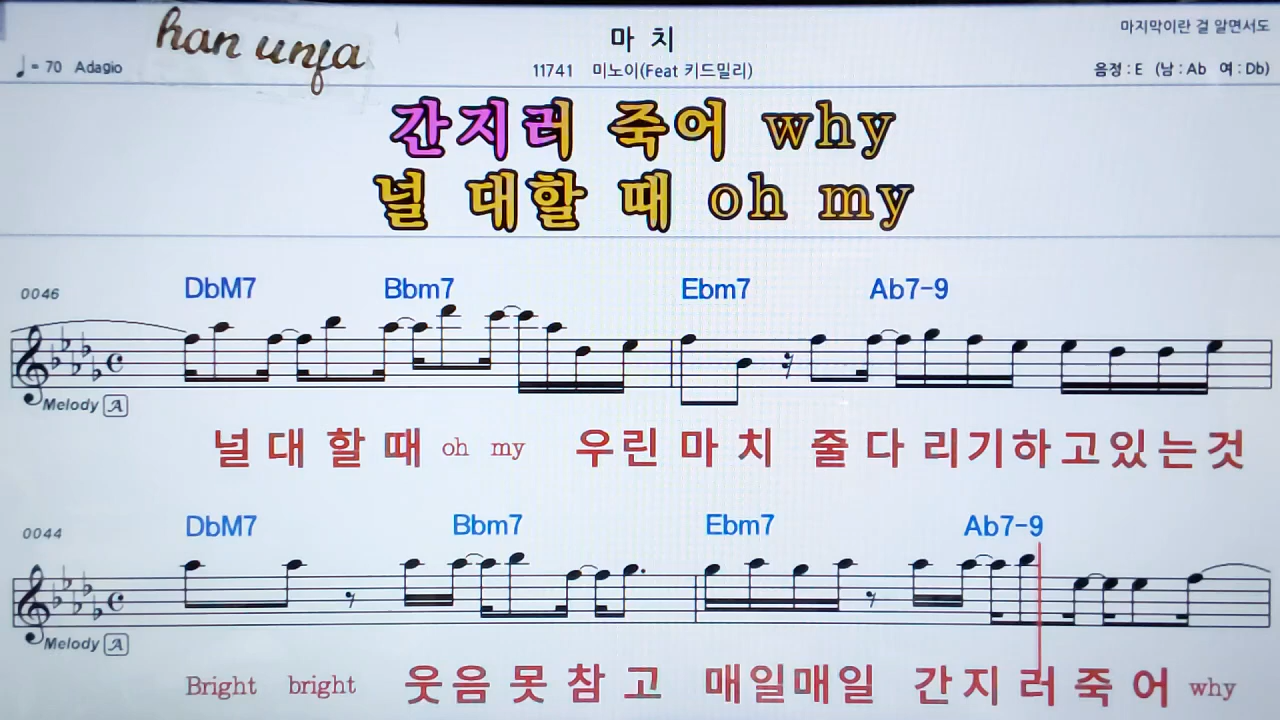 han unfa
마 치
마지막이란 걸 알면서도
♩= 70 Adagio
11741 미노이(Feat 키드밀리)
음정 : E (남 : Ab 여 : Db)
간지러 죽어 why
널 대할 때 oh my
0046 DbM7 Bbm7 Ebm7 Ab7-9
Melody A
널 대 할 때 oh my 우린 마 치 줄 다 리기하 고있 는것
0044 DbM7 Bbm7 Ebm7 Ab7-9
Melody A
Bright bright 웃음 못 참 고 매일매일 간 지 러 죽 어 why